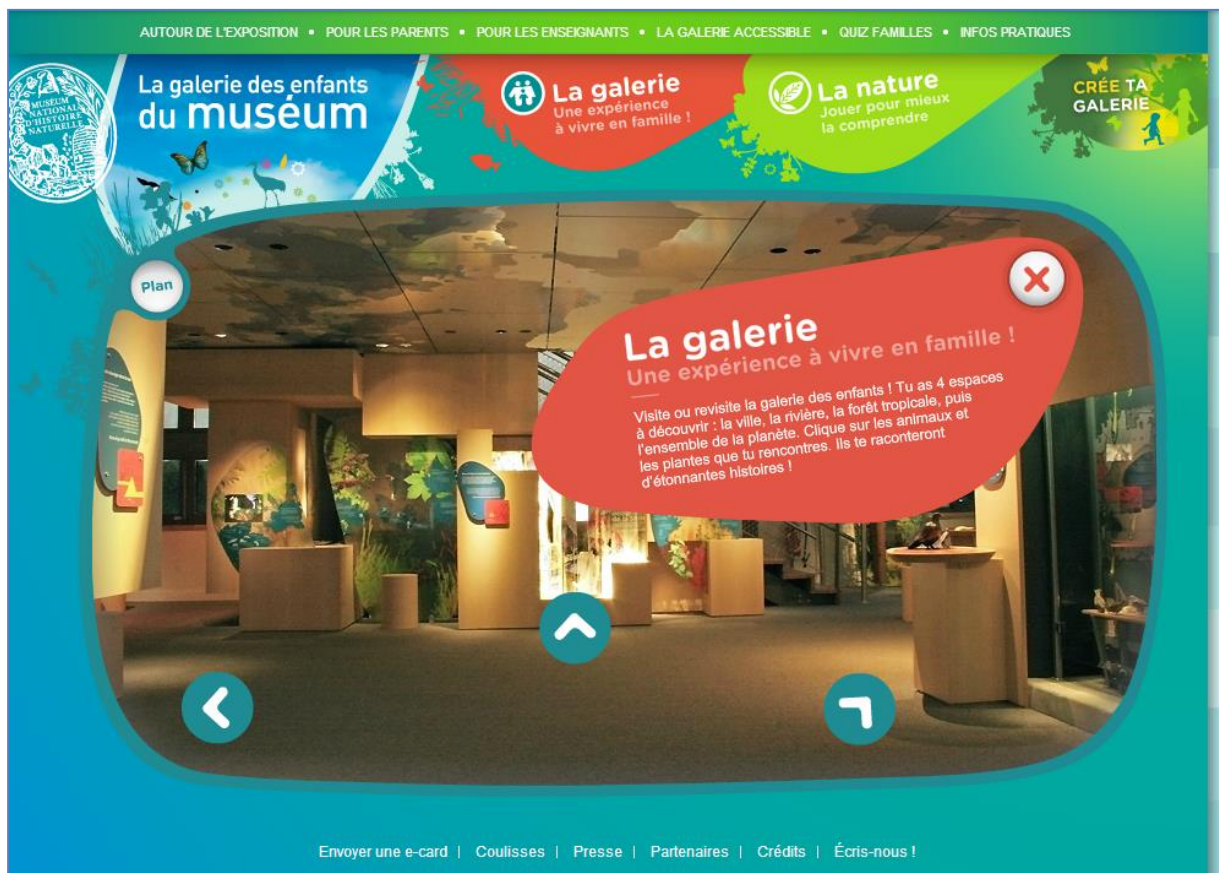 AUTOUR DE L'EXPOSITION • POUR LES PARENTS • POUR LES ENSEIGNANTS • LA GALERIE ACCESSIBLE • QUIZ FAMILLES • INFOS PRATIQUES
MUSEUM
NATIONAL
D'HISTOIRE
NATURELLE
La galerie des enfants
du muséum
La galerie
Une expérience
à vivre en famille !
La nature
Jouer pour mieux
la comprendre
CRÉE TA
GALERIE
Plan
La galerie
Une expérience à vivre en famille !
Visite ou revisite la galerie des enfants ! Tu as 4 espaces
à découvrir : la ville, la rivière, la forêt tropicale, puis
l'ensemble de la planète. Clique sur les animaux et
les plantes que tu rencontres. Ils te raconteront
d'étonnantes histoires !
Envoyer une e-card | Coulisses | Presse | Partenaires | Crédits | Écris-nous !